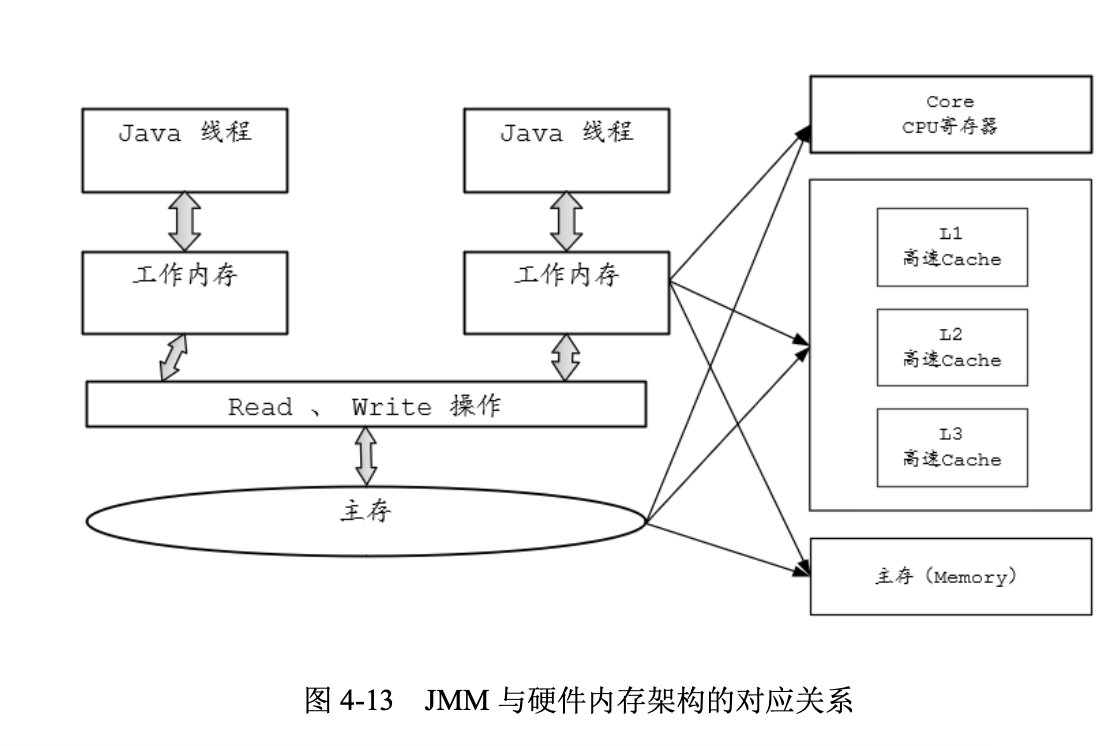 Java 线程
Java 线程
Core
CPU寄存器
L1
高速Cache
工作内存
工作内存
L2
高速Cache
Read 、 Write 操作
L3
高速Cache
主存
主存（Memory）
图 4-13 JMM 与硬件内存架构的对应关系